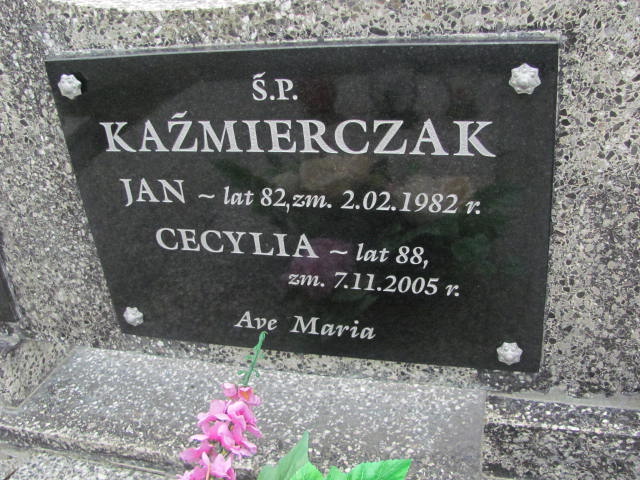 Ś.P.
KAŹMIERCZAK
JAN ~ lat 82, zm. 2.02.1982 r.
CECYLIA ~ lat 88,
zm. 7.11.2005 r.
Ave Maria